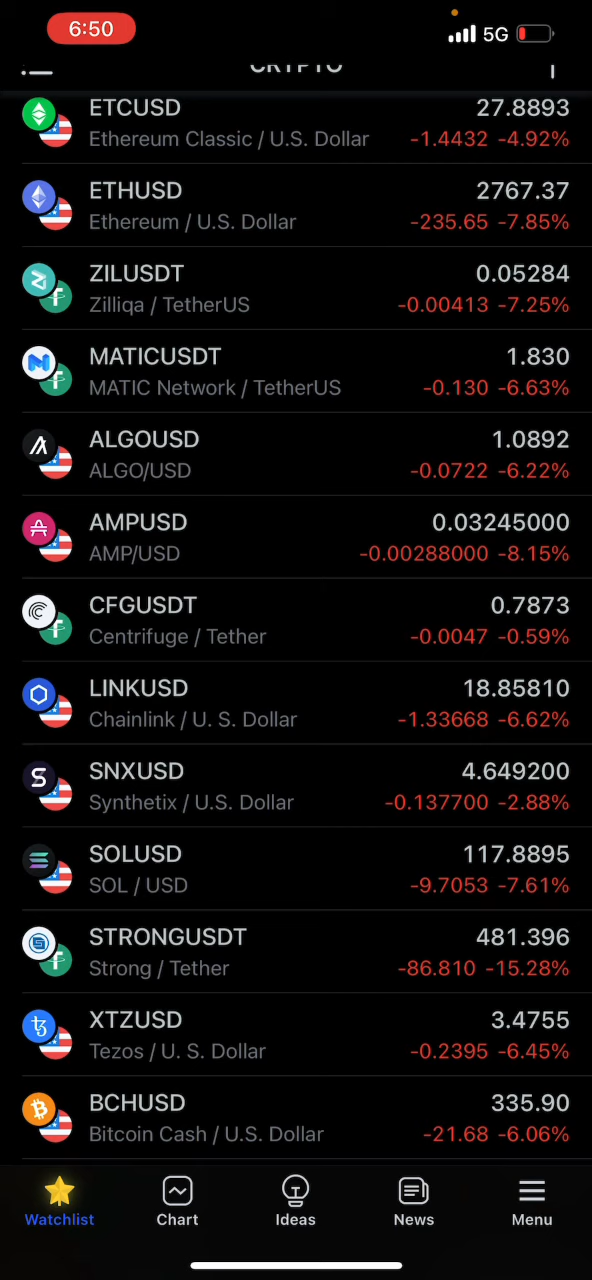 6:50
5G
CRYPTO
ETCUSD 27.8893
Ethereum Classic / U.S. Dollar -1.4432 -4.92%
ETHUSD 2767.37
Ethereum / U.S. Dollar -235.65 -7.85%
ZILUSDT 0.05284
Zilliqa / TetherUS -0.00413 -7.25%
MATICUSDT 1.830
MATIC Network / TetherUS -0.130 -6.63%
ALGOUSD 1.0892
ALGO/USD -0.0722 -6.22%
AMPUSD 0.03245000
AMP/USD -0.00288000 -8.15%
CFGUSDT 0.7873
Centrifuge / Tether -0.0047 -0.59%
LINKUSD 18.85810
Chainlink / U. S. Dollar -1.33668 -6.62%
SNXUSD 4.649200
Synthetix / U.S. Dollar -0.137700 -2.88%
SOLUSD 117.8895
SOL / USD -9.7053 -7.61%
STRONGUSDT 481.396
Strong / Tether -86.810 -15.28%
XTZUSD 3.4755
Tezos / U. S. Dollar -0.2395 -6.45%
BCHUSD 335.90
Bitcoin Cash / U.S. Dollar -21.68 -6.06%
Watchlist Chart Ideas News Menu